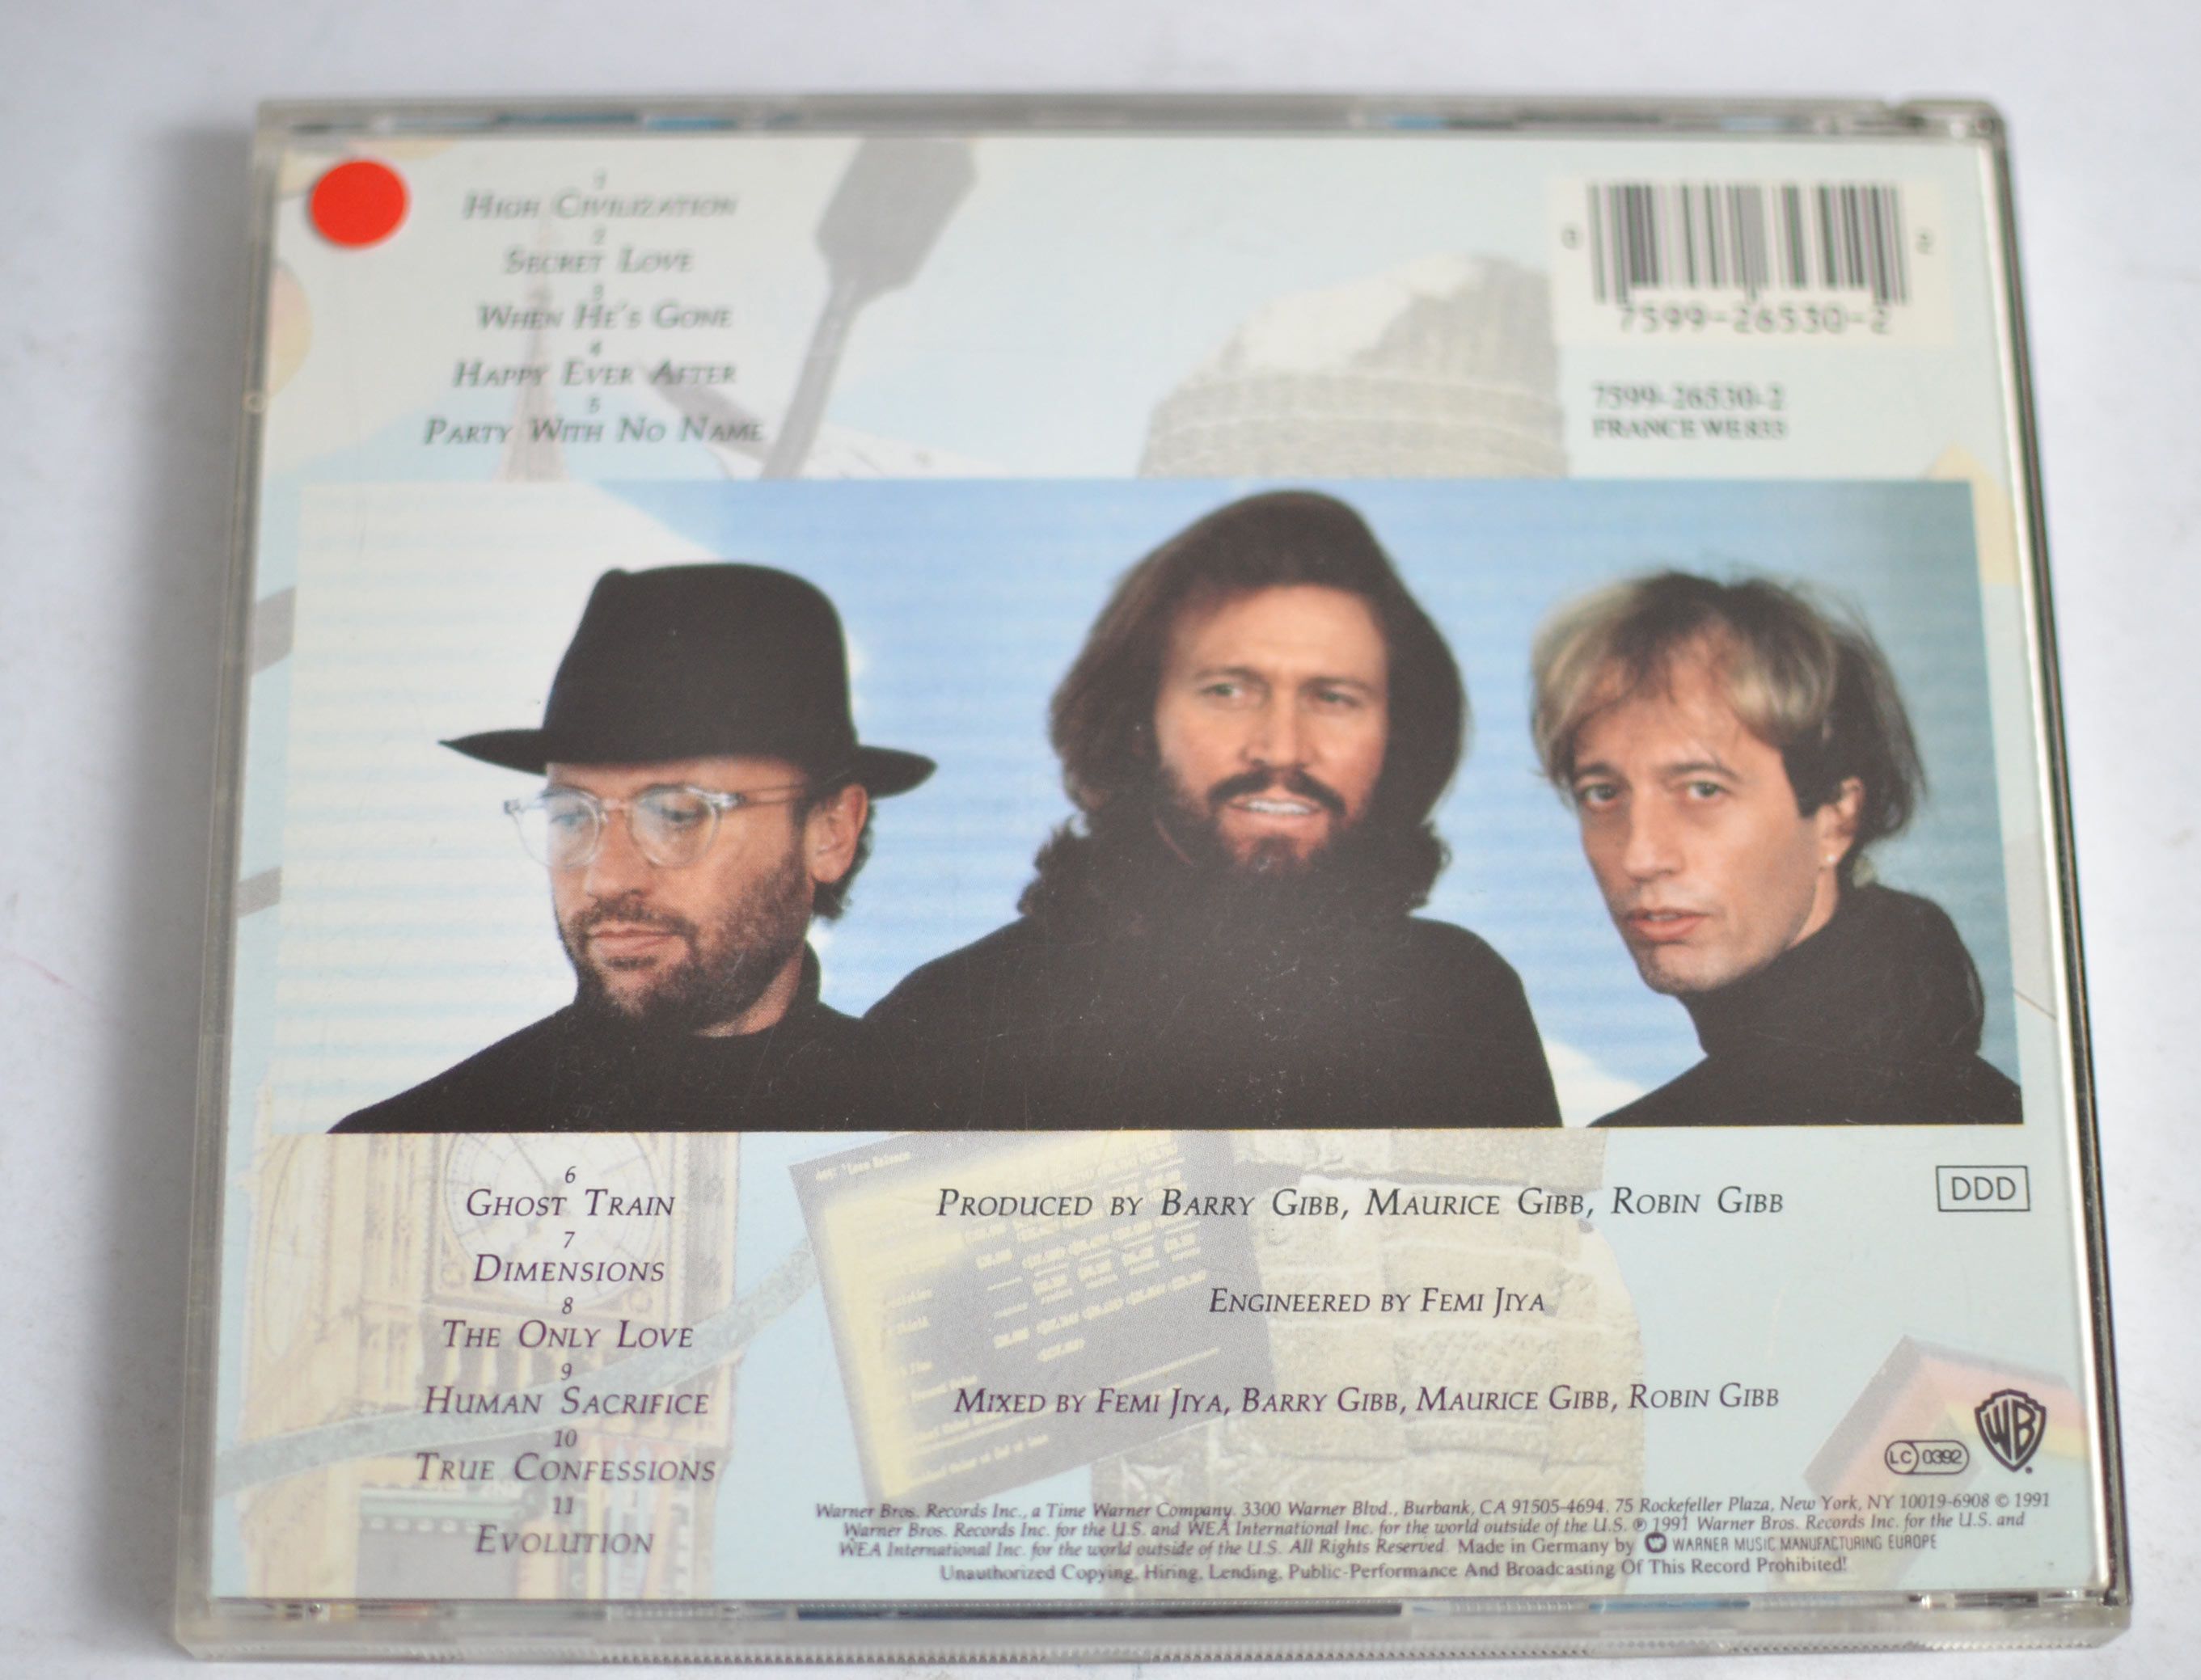 1
HIGH CIVILIZATION
2
SECRET LOVE
3
WHEN HE'S GONE
4
HAPPY EVER AFTER
5
PARTY WITH NO NAME
7599-26530-2
7599-26530-2
FRANCE WE 833
6
GHOST TRAIN
7
DIMENSIONS
8
THE ONLY LOVE
9
HUMAN SACRIFICE
10
TRUE CONFESSIONS
11
EVOLUTION
PRODUCED BY BARRY GIBB, MAURICE GIBB, ROBIN GIBB
DDD
ENGINEERED BY FEMI JIYA
MIXED BY FEMI JIYA, BARRY GIBB, MAURICE GIBB, ROBIN GIBB
LC 0392
WB
Warner Bros. Records Inc., a Time Warner Company. 3300 Warner Blvd., Burbank, CA 91505-4694. 75 Rockefeller Plaza, New York, NY 10019-6908 © 1991
Warner Bros. Records Inc. for the U.S. and WEA International Inc. for the world outside of the U.S. ℗ 1991 Warner Bros. Records Inc. for the U.S. and
WEA International Inc. for the world outside of the U.S. All Rights Reserved. Made in Germany by WARNER MUSIC MANUFACTURING EUROPE
Unauthorized Copying, Hiring, Lending, Public-Performance And Broadcasting Of This Record Prohibited!